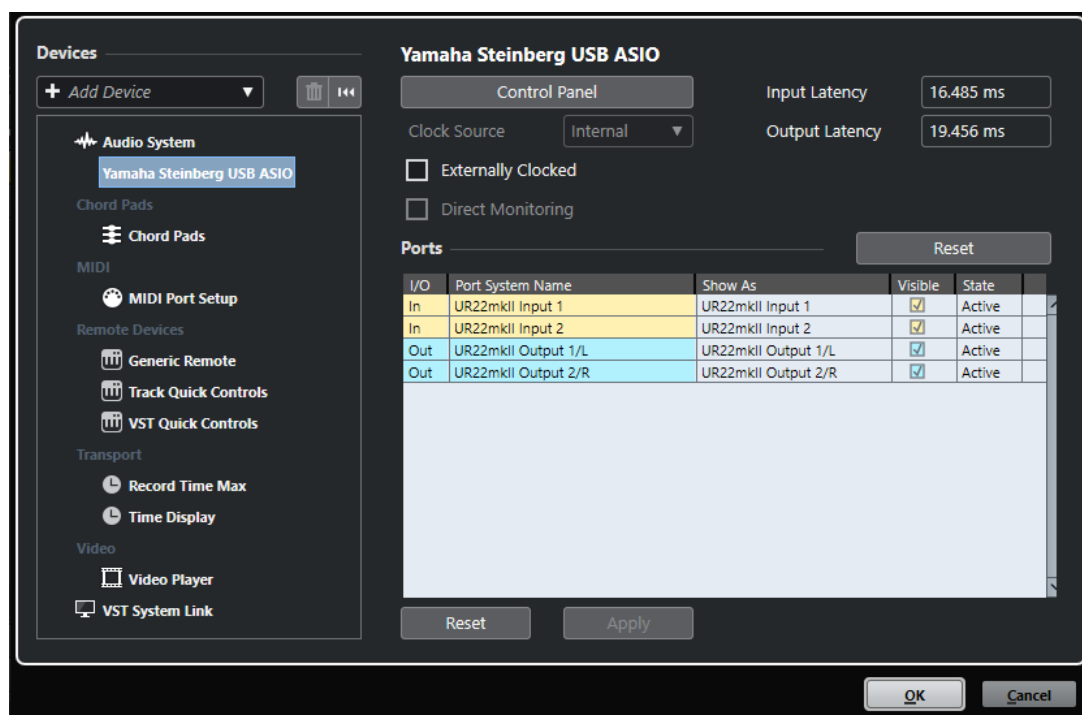 Devices
Add Device
Audio System
Yamaha Steinberg USB ASIO
Chord Pads
Chord Pads
MIDI
MIDI Port Setup
Remote Devices
Generic Remote
Track Quick Controls
VST Quick Controls
Transport
Record Time Max
Time Display
Video
Video Player
VST System Link
Yamaha Steinberg USB ASIO
Control Panel
Input Latency 16.485 ms
Clock Source Internal
Output Latency 19.456 ms
Externally Clocked
Direct Monitoring
Ports
Reset
I/O Port System Name Show As Visible State
In UR22mkII Input 1 UR22mkII Input 1 Active
In UR22mkII Input 2 UR22mkII Input 2 Active
Out UR22mkII Output 1/L UR22mkII Output 1/L Active
Out UR22mkII Output 2/R UR22mkII Output 2/R Active
Reset Apply
OK Cancel